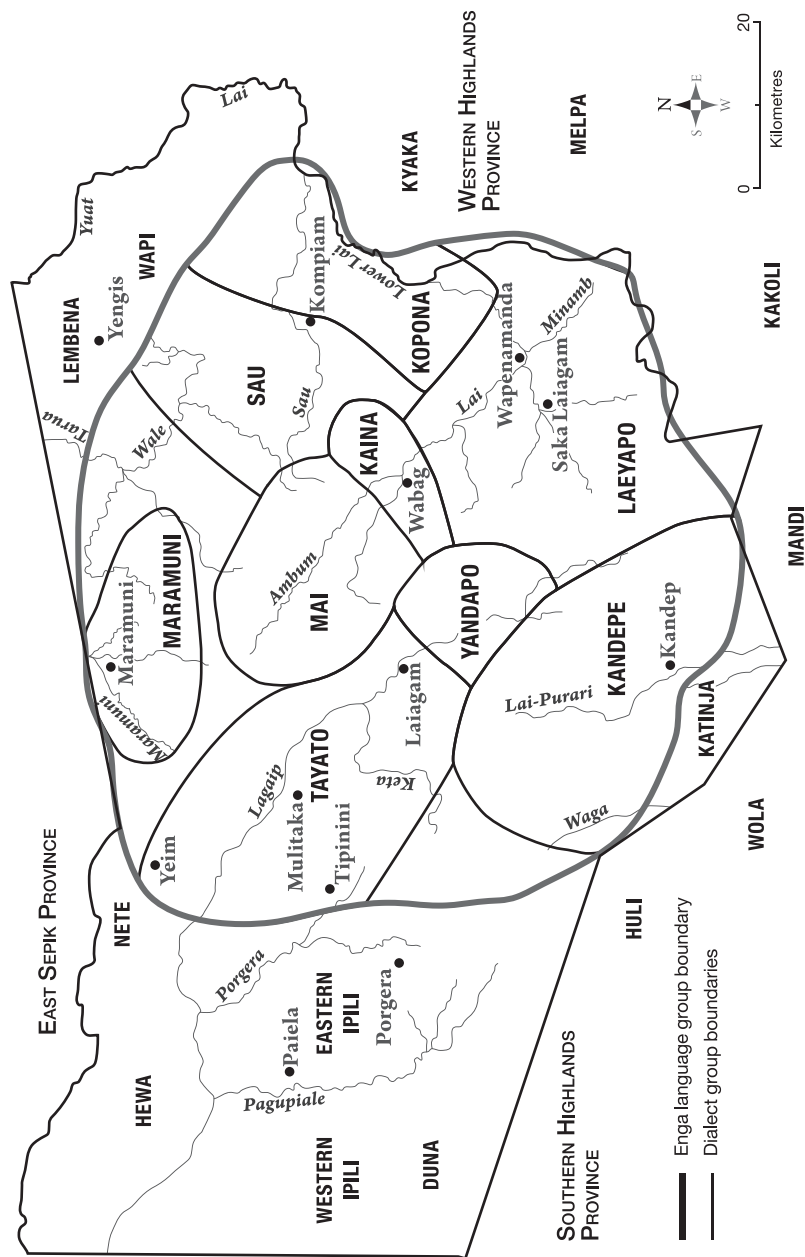 EAST SEPIK PROVINCE
Yuat
Lai
LEMBENA
Yengis
WAPI
Tarua
Wale
NETE
HEWA
Yeim
Maramuni
Maramuni
MARAMUNI
SAU
Sau
Kompiam
Lower Lai
KOPONA
KYAKA
WESTERN HIGHLANDS
PROVINCE
MELPA
Ambum
MAI
KAINA
Wabag
Lai
Wapenamanda
Minamb
Saka Laiagam
LAEYAPO
Lagaip
Mulitaka
TAYATO
Tipinini
Keta
Laiagam
YANDAPO
Porgera
Paiela
EASTERN
IPILI
Porgera
Pagupiale
WESTERN
IPILI
DUNA
KANDEPE
Lai-Purari
Kandep
KATINJA
Waga
HULI
WOLA
MANDI
KAKOLI
SOUTHERN HIGHLANDS
PROVINCE
Enga language group boundary
Dialect group boundaries
N
S
E
W
0
20
Kilometres